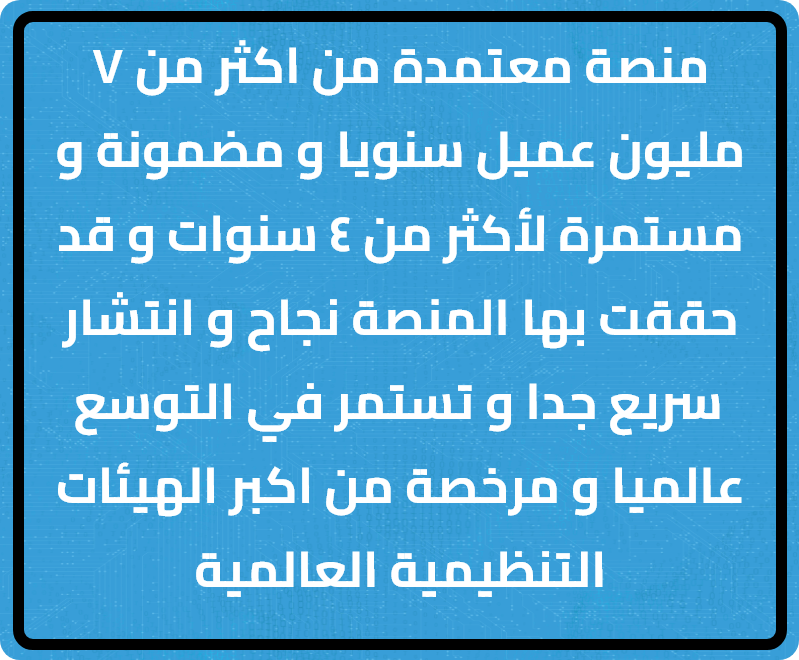 منصة معتمدة من اكثر من ٧
مليون عميل سنويا و مضمونة و
مستمرة لأكثر من ٤ سنوات و قد
حققت بها المنصة نجاح و انتشار
سريع جدا و تستمر في التوسع
عالميا و مرخصة من اكبر الهيئات
التنظيمية العالمية